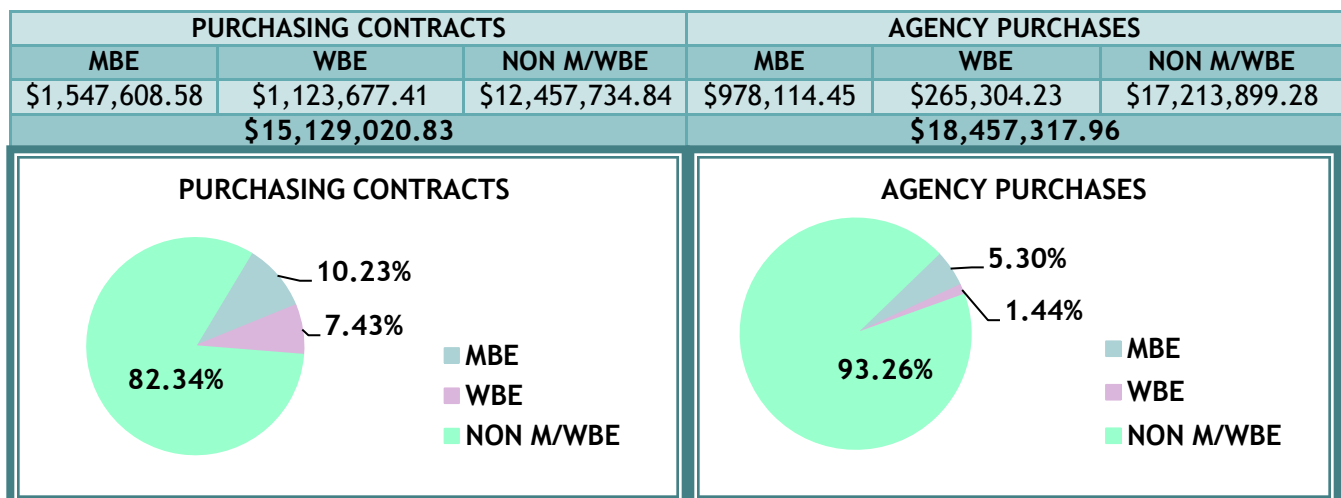 PURCHASING CONTRACTS AGENCY PURCHASES
MBE WBE NON M/WBE MBE WBE NON M/WBE
$1,547,608.58 $1,123,677.41 $12,457,734.84 $978,114.45 $265,304.23 $17,213,899.28
$15,129,020.83 $18,457,317.96
PURCHASING CONTRACTS
10.23%
7.43%
82.34%
MBE
WBE
NON M/WBE
AGENCY PURCHASES
5.30%
1.44%
93.26%
MBE
WBE
NON M/WBE